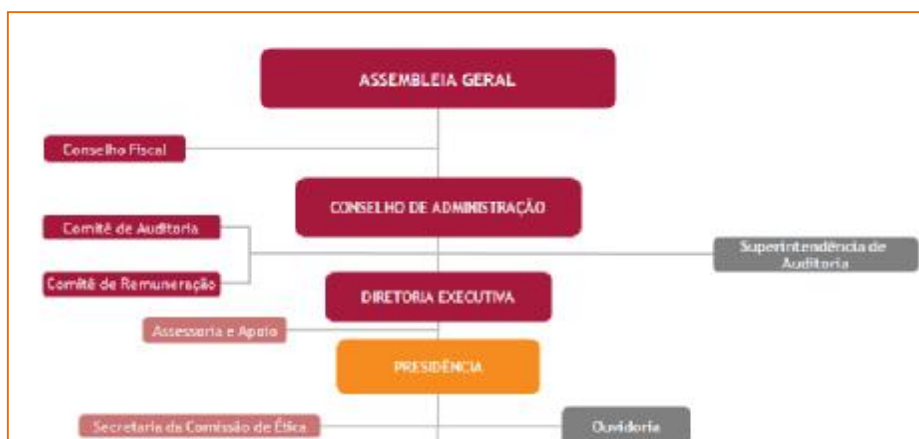 ASSEMBLEIA GERAL
Conselho Fiscal
CONSELHO DE ADMINISTRAÇÃO
Comitê de Auditoria
Superintendência de
Auditoria
Comitê de Remuneração
DIRETORIA EXECUTIVA
Assessoria e Apoio
PRESIDÊNCIA
Secretaria da Comissão de Ética
Ouvidoria